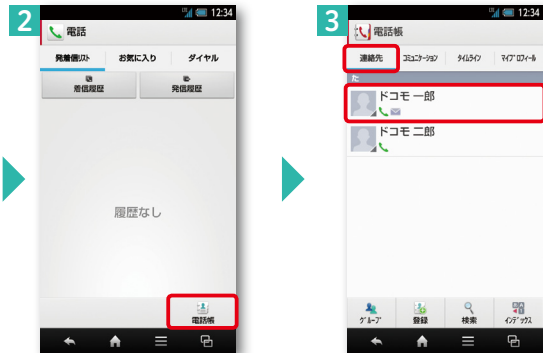 2
12:34
電話
発着信リスト お気に入り ダイヤル
着信履歴 発信履歴
履歴なし
電話帳
3
12:34
電話帳
連絡先 コミュニケーション タイムライン マイプロフィール
た
ドコモ 一郎
ドコモ 二郎
グループ 登録 検索 インデックス